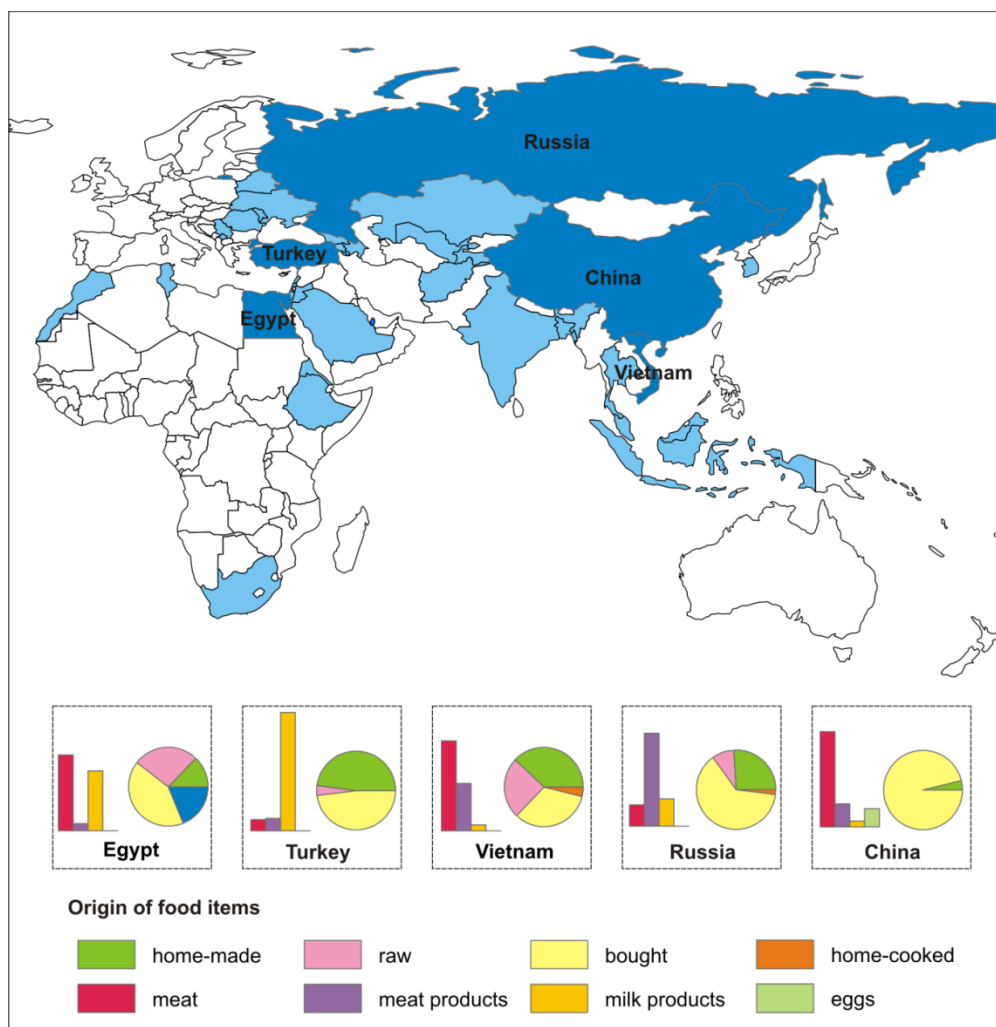 Russia
Turkey
China
Egypt
Vietnam
Egypt
Turkey
Vietnam
Russia
China
Origin of food items
home-made
raw
bought
home-cooked
meat
meat products
milk products
eggs